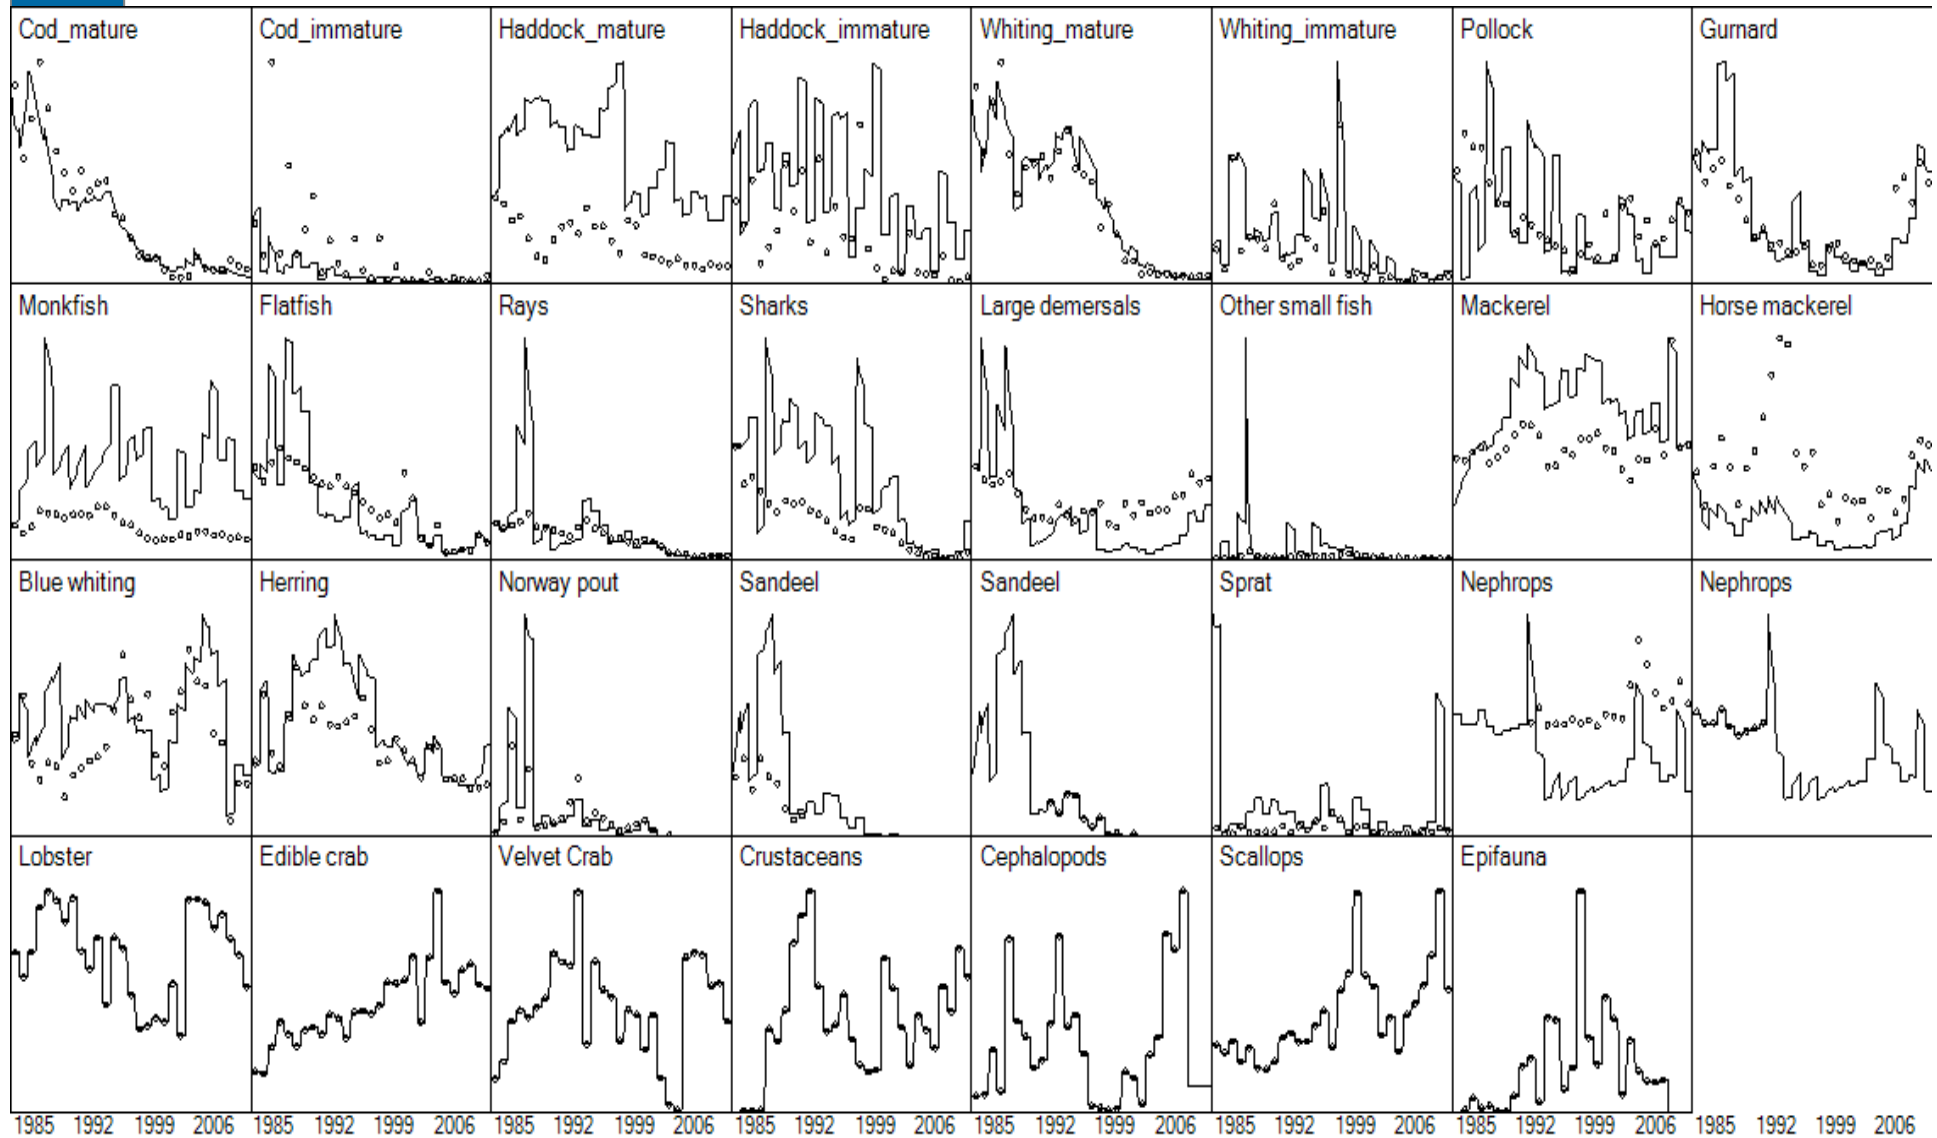 Cod_mature Cod_immature Haddock_mature Haddock_immature Whiting_mature Whiting_immature Pollock Gurnard
Monkfish Flatfish Rays Sharks Large demersals Other small fish Mackerel Horse mackerel
Blue whiting Herring Norway pout Sandeel Sandeel Sprat Nephrops Nephrops
Lobster Edible crab Velvet Crab Crustaceans Cephalopods Scallops Epifauna
1985 1992 1999 2006 1985 1992 1999 2006 1985 1992 1999 2006 1985 1992 1999 2006 1985 1992 1999 2006 1985 1992 1999 2006 1985 1992 1999 2006 1985 1992 1999 2006